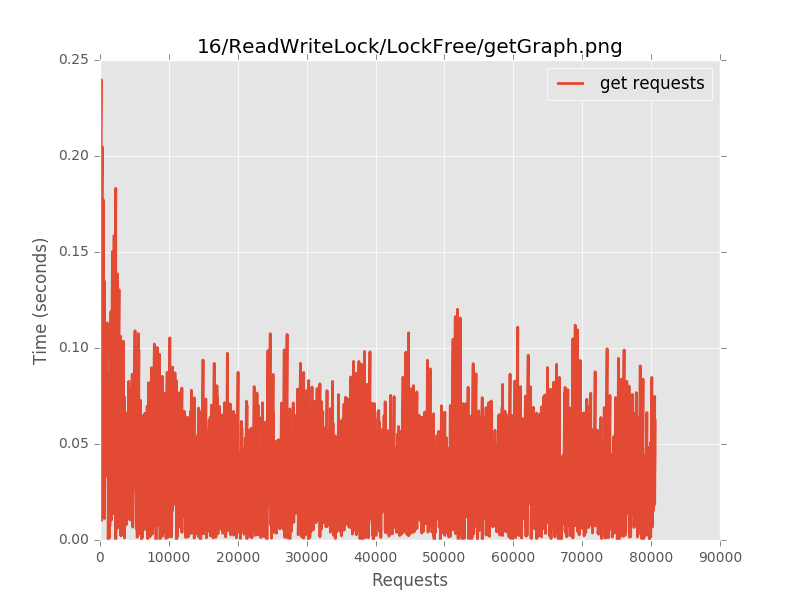 16/ReadWriteLock/LockFree/getGraph.png
get requests
Time (seconds)
0.25
0.20
0.15
0.10
0.05
0.00
0 10000 20000 30000 40000 50000 60000 70000 80000 90000
Requests